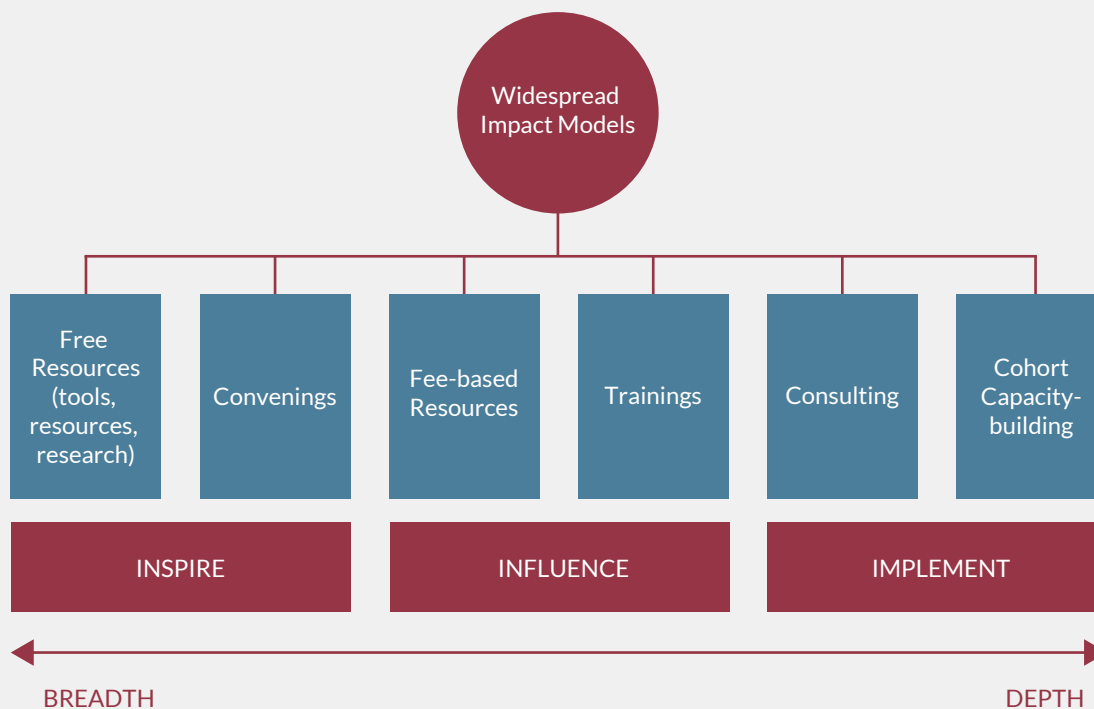 Widespread
Impact Models
Free
Resources
(tools,
resources,
research)
Convenings
Fee-based
Resources
Trainings
Consulting
Cohort
Capacity-
building
INSPIRE
INFLUENCE
IMPLEMENT
BREADTH
DEPTH